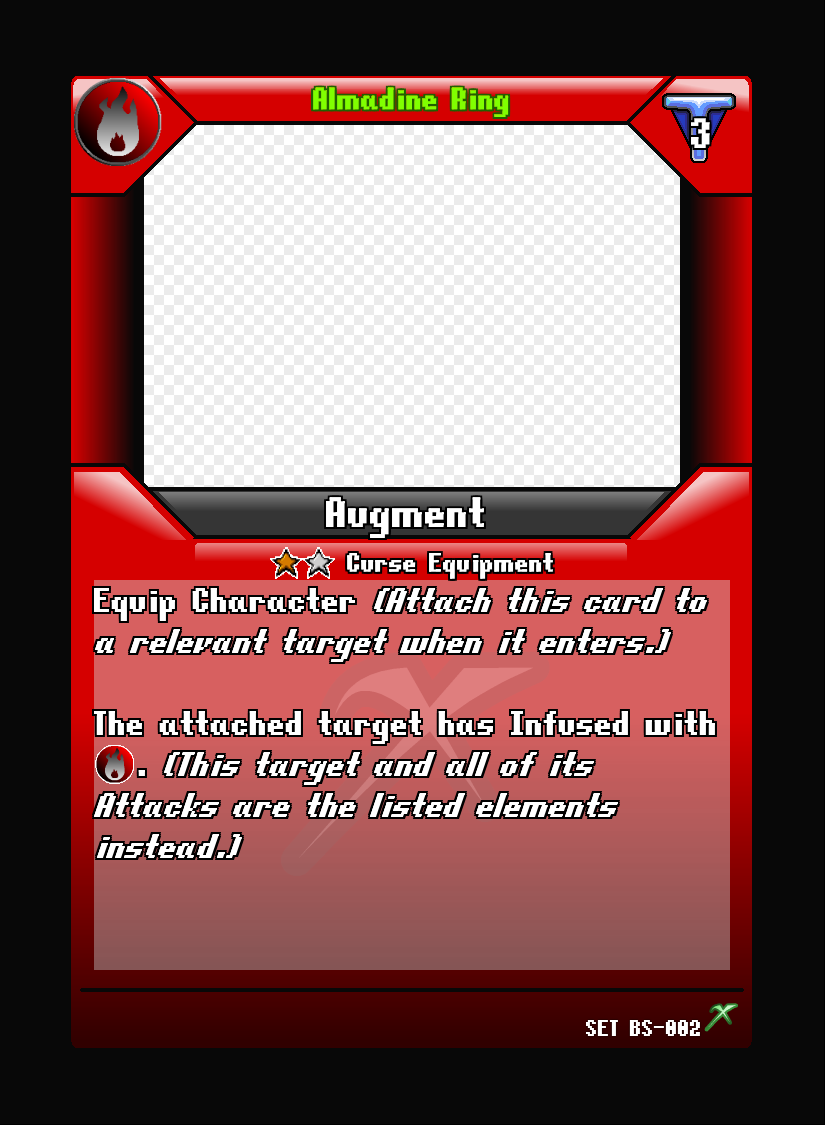 Almadine Ring
3
Augment
Curse Equipment
Equip Character (Attach this card to
a relevant target when it enters.)
The attached target has Infused with
. (This target and all of its
Attacks are the listed elements
instead.)
SET BS-002